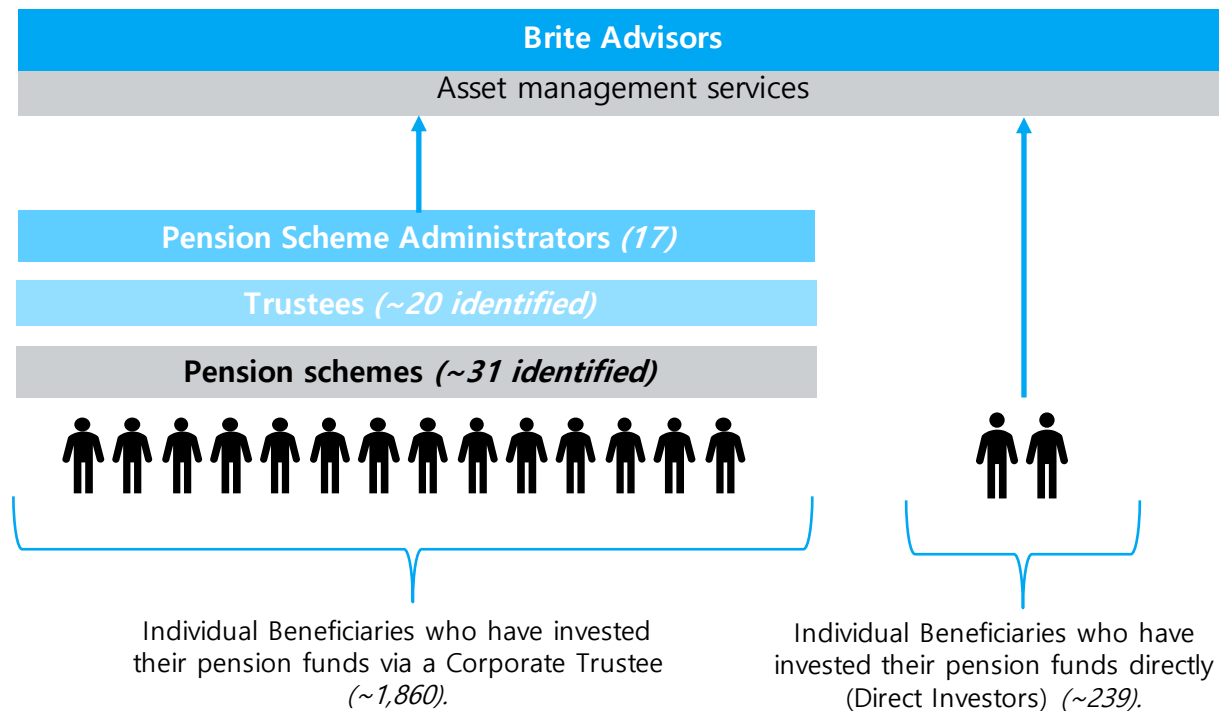 Brite Advisors
Asset management services
Pension Scheme Administrators (17)
Trustees (~20 identified)
Pension schemes (~31 identified)
Individual Beneficiaries who have invested
their pension funds via a Corporate Trustee
(~1,860).
Individual Beneficiaries who have
invested their pension funds directly
(Direct Investors) (~239).